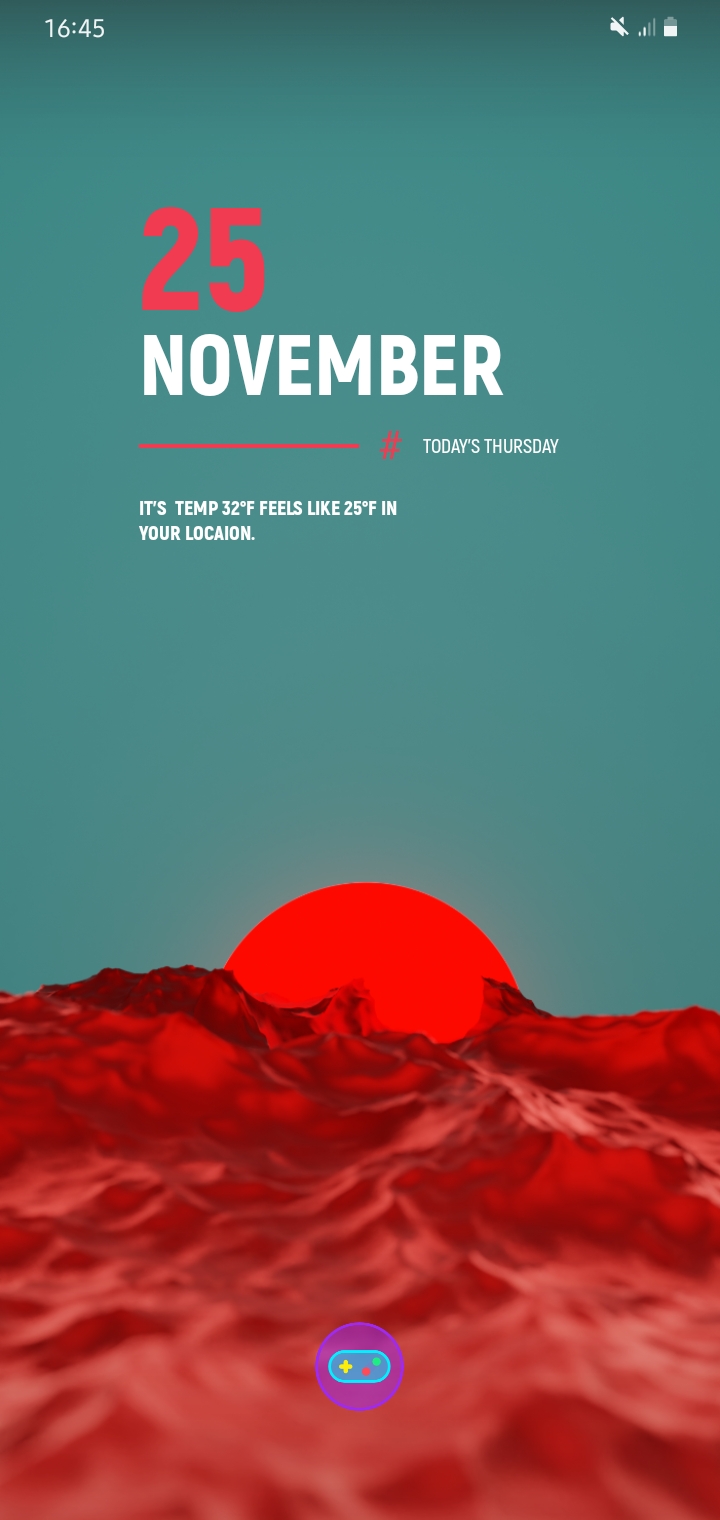 16:45
25
NOVEMBER
# TODAY'S THURSDAY
IT'S  TEMP 32°F FEELS LIKE 25°F IN
YOUR LOCAION.